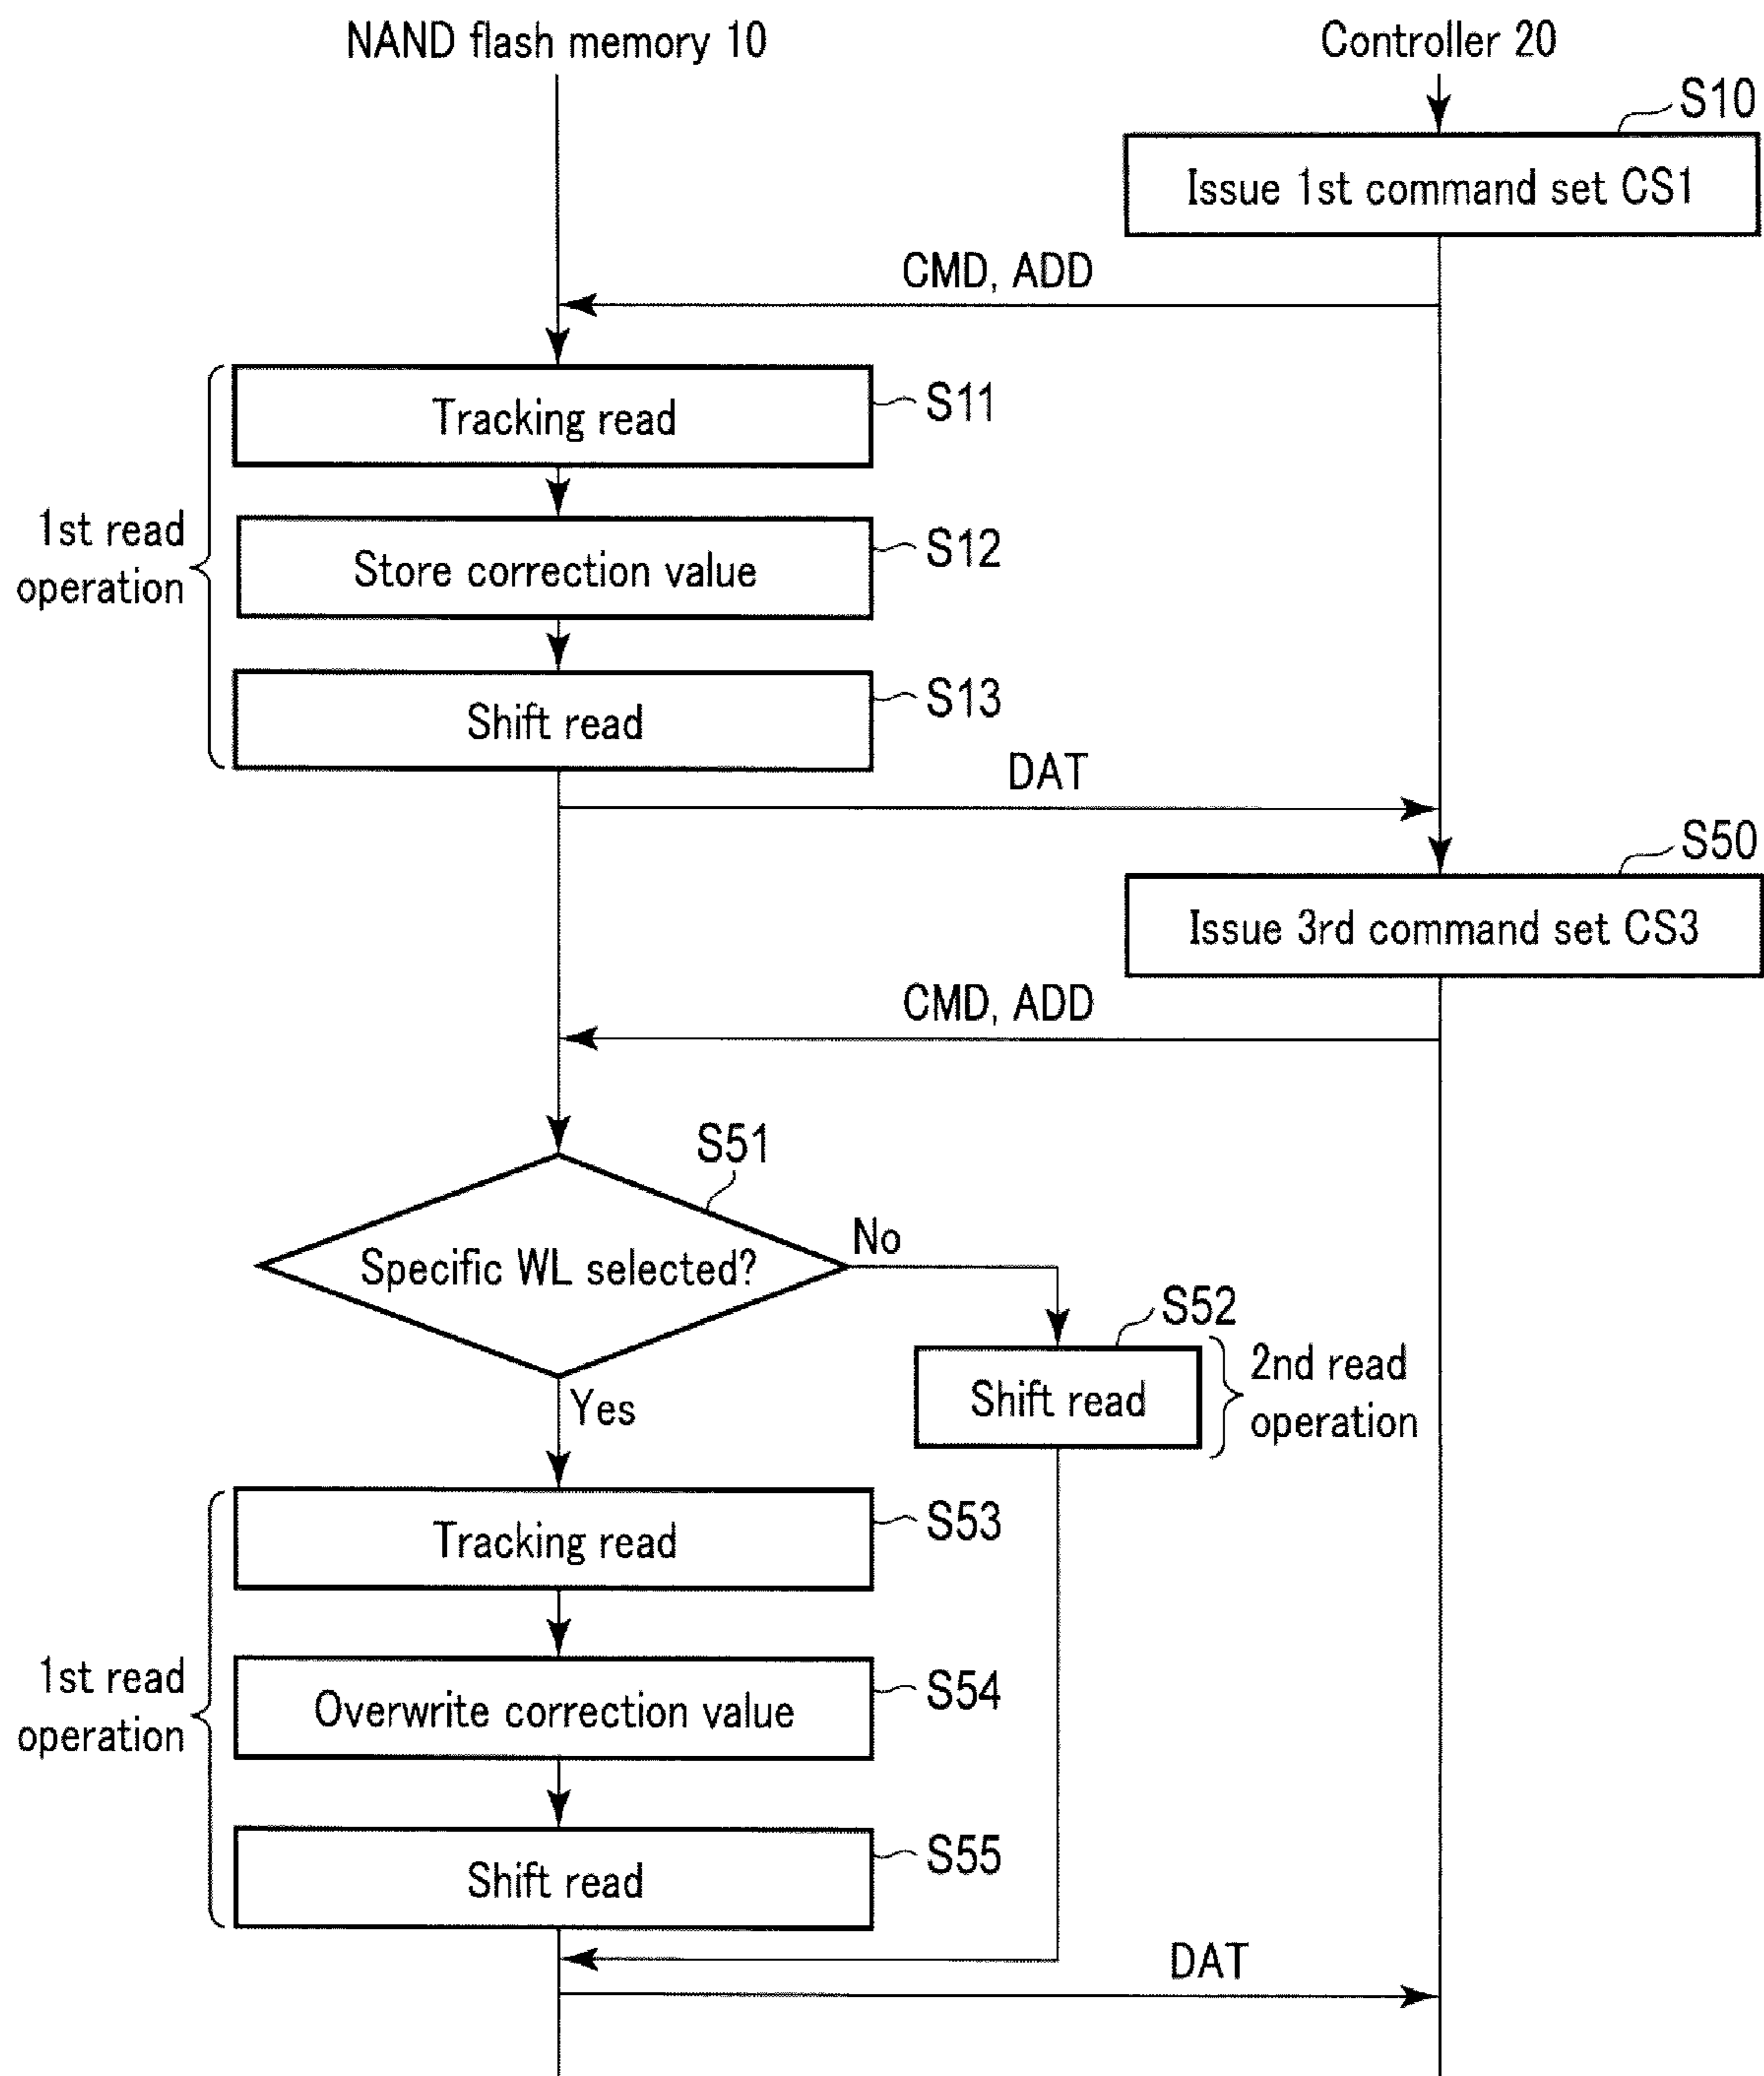 NAND flash memory 10
Controller 20
S10
Issue 1st command set CS1
CMD, ADD
S11
Tracking read
1st read
operation
S12
Store correction value
S13
Shift read
DAT
S50
Issue 3rd command set CS3
CMD, ADD
S51
Specific WL selected?
No
S52
Shift read
2nd read
operation
Yes
S53
Tracking read
1st read
operation
S54
Overwrite correction value
S55
Shift read
DAT